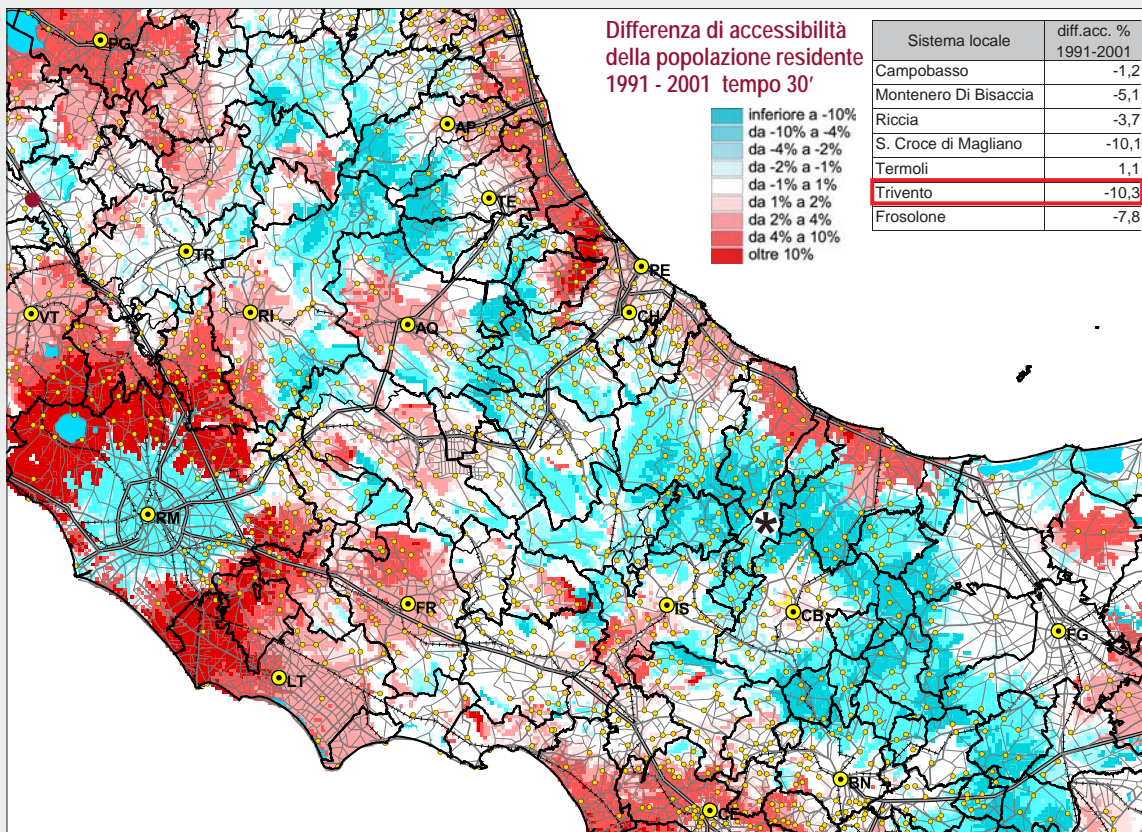 Differenza di accessibilità
della popolazione residente
1991 - 2001 tempo 30'
inferiore a -10%
da -10% a -4%
da -4% a -2%
da -2% a -1%
da -1% a 1%
da 1% a 2%
da 2% a 4%
da 4% a 10%
oltre 10%
Sistema locale diff.acc. % 1991-2001
Campobasso -1,2
Montenero Di Bisaccia -5,1
Riccia -3,7
S. Croce di Magliano -10,1
Termoli 1,1
Trivento -10,3
Frosolone -7,8
PG
AP
TE
TR
PE
VT
RI
AQ
CH
RM
*
FR
IS
CB
FG
LT
BN
CE